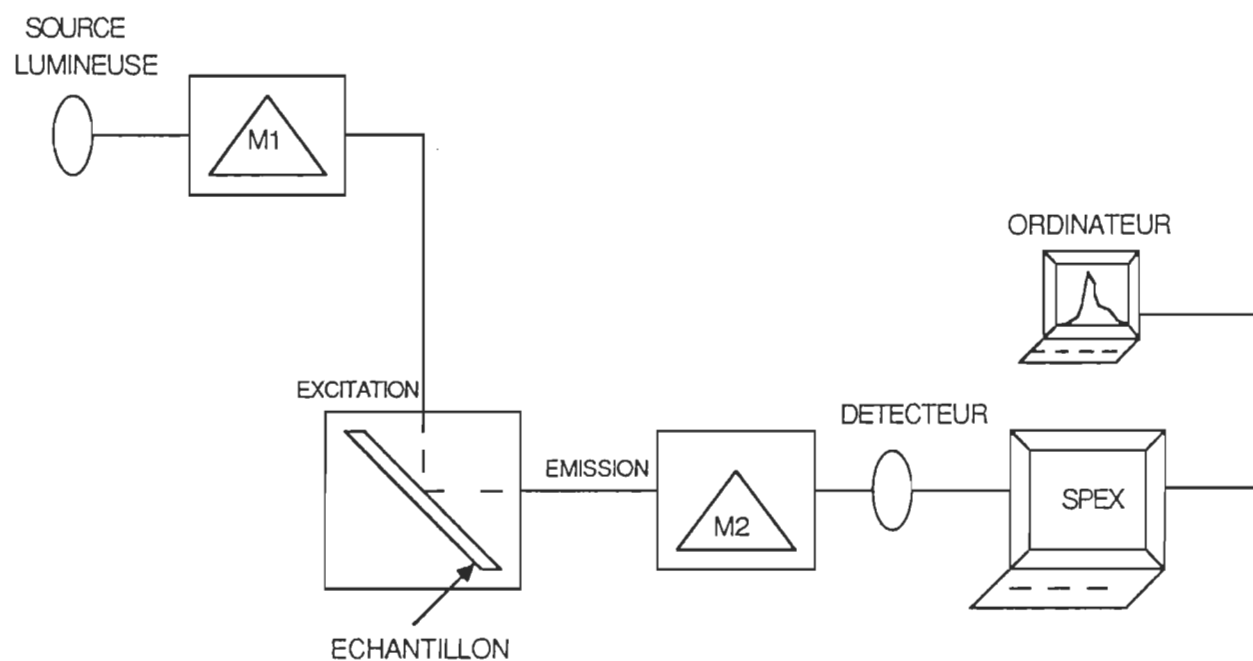 SOURCE
LUMINEUSE
M1
ORDINATEUR
EXCITATION
DETECTEUR
EMISSION
SPEX
M2
ECHANTILLON